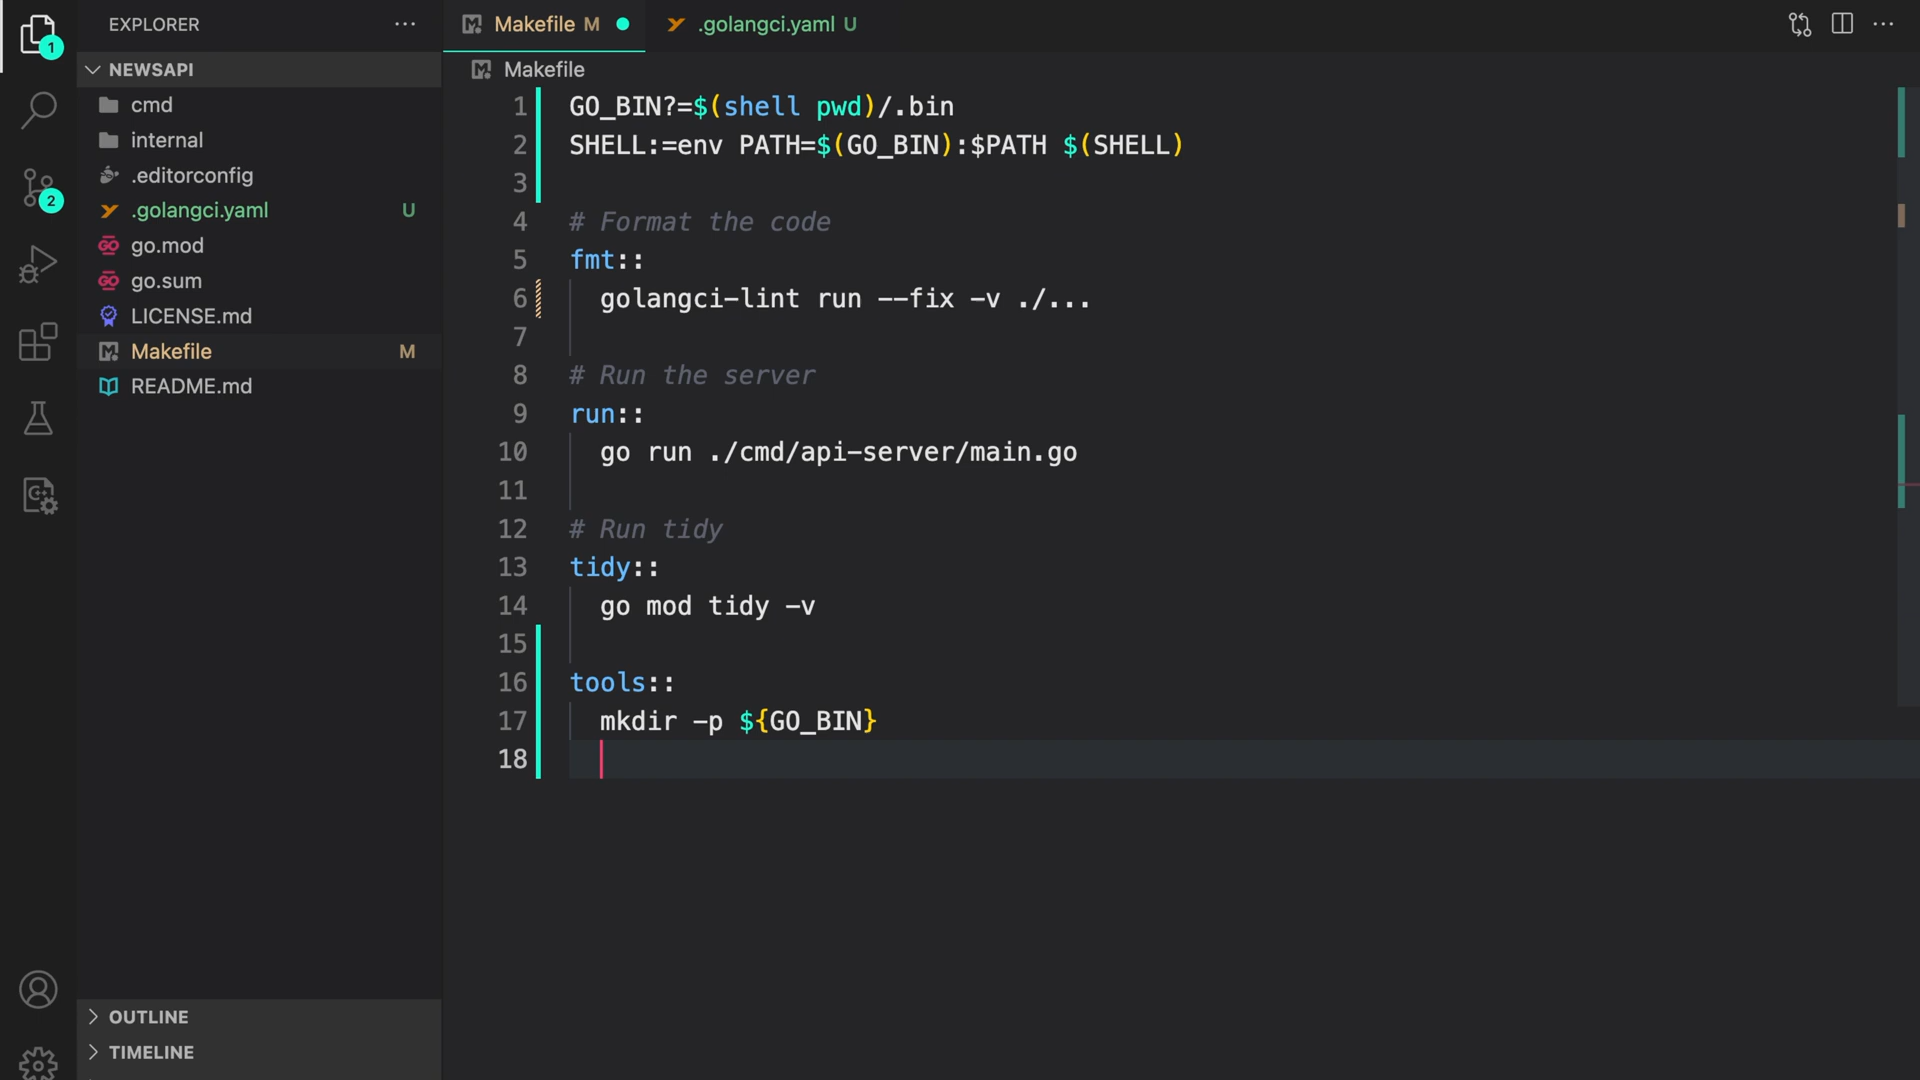 EXPLORER
NEWSAPI
cmd
internal
.editorconfig
.golangci.yaml U
go.mod
go.sum
LICENSE.md
Makefile M
README.md
OUTLINE
TIMELINE
1
2
Makefile M
.golangci.yaml U
Makefile
1 GO_BIN?=$(shell pwd)/.bin
2 SHELL:=env PATH=$(GO_BIN):$PATH $(SHELL)
3
4 # Format the code
5 fmt::
6 golangci-lint run --fix -v ./...
7
8 # Run the server
9 run::
10 go run ./cmd/api-server/main.go
11
12 # Run tidy
13 tidy::
14 go mod tidy -v
15
16 tools::
17 mkdir -p ${GO_BIN}
18